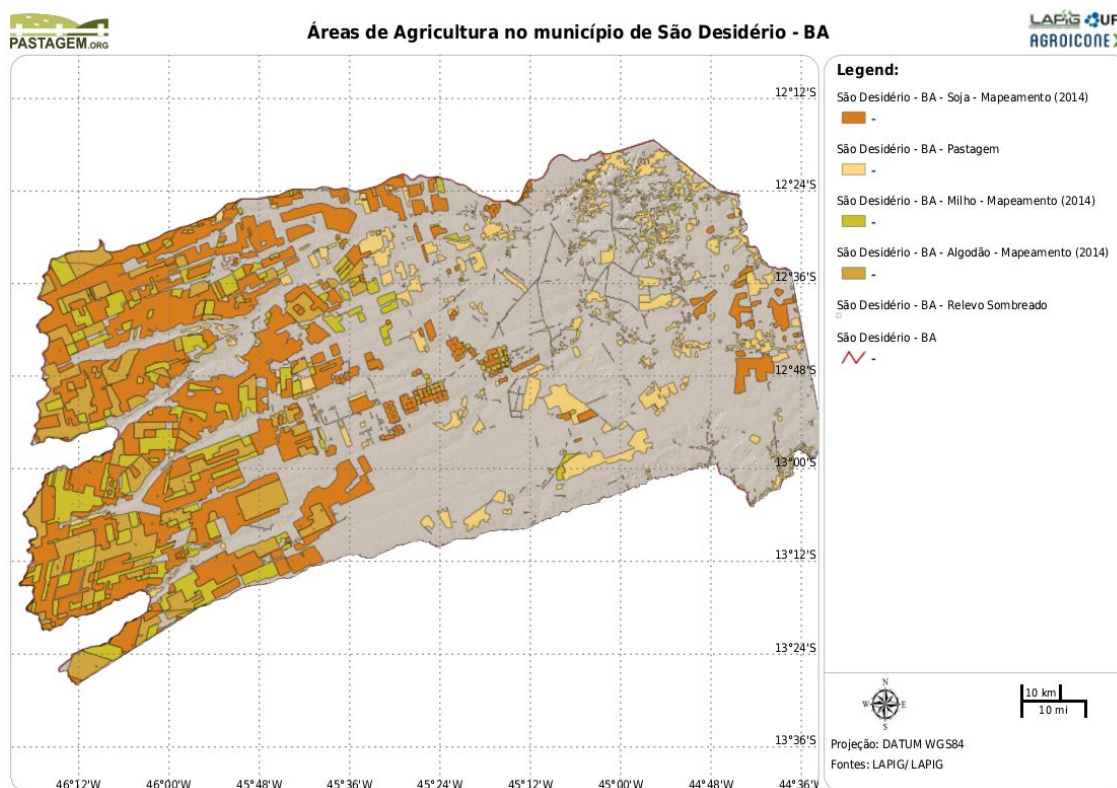 PASTAGEM.ORG
Áreas de Agricultura no município de São Desidério - BA
LAPIG UF
AGROICONE
12°12'S
12°24'S
12°36'S
12°48'S
13°00'S
13°12'S
13°24'S
13°36'S
46°12'W 46°00'W 45°48'W 45°36'W 45°24'W 45°12'W 45°00'W 44°48'W 44°36'W
Legend:
São Desidério - BA - Soja - Mapeamento (2014)
-
São Desidério - BA - Pastagem
-
São Desidério - BA - Milho - Mapeamento (2014)
-
São Desidério - BA - Algodão - Mapeamento (2014)
-
São Desidério - BA - Relevo Sombreado
São Desidério - BA
-
N
W E
S
10 km
10 mi
Projeção: DATUM WGS84
Fontes: LAPIG/ LAPIG